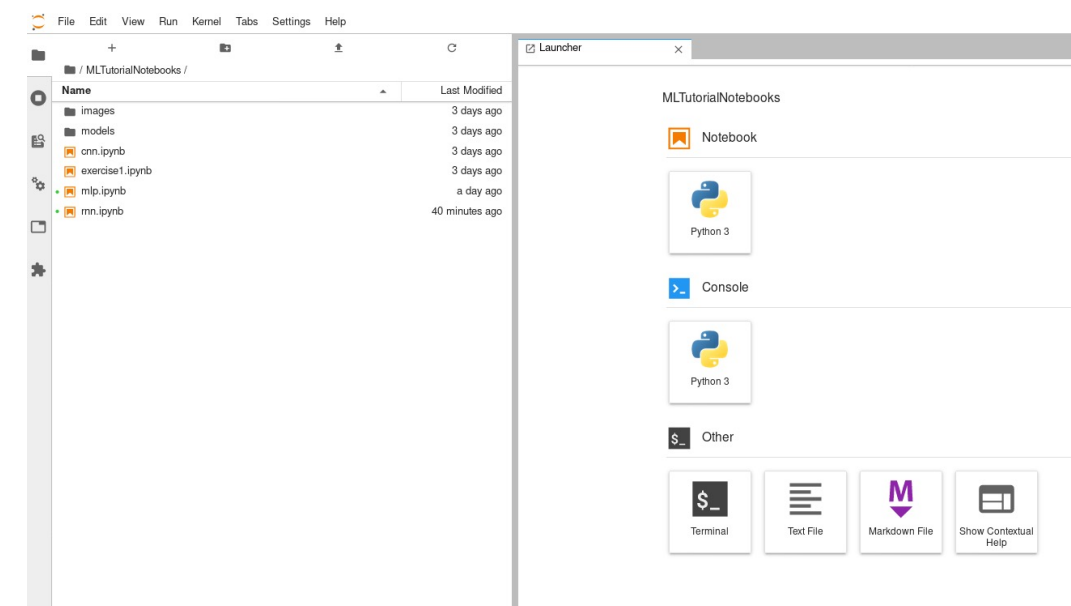 File Edit View Run Kernel Tabs Settings Help
/ MLTutorialNotebooks /
Name Last Modified
images 3 days ago
models 3 days ago
cnn.ipynb 3 days ago
exercise1.ipynb 3 days ago
mlp.ipynb a day ago
rnn.ipynb 40 minutes ago
Launcher
MLTutorialNotebooks
Notebook
Python 3
>_ Console
Python 3
$_ Other
$_
M
Terminal Text File Markdown File Show Contextual
Help